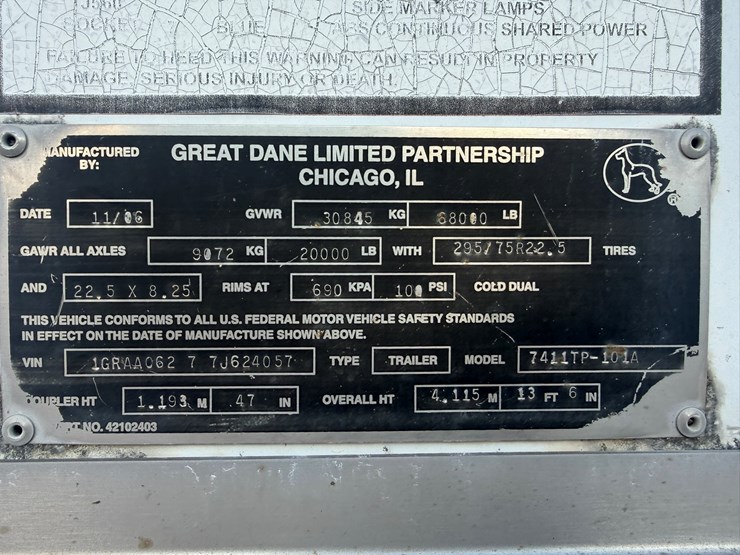 J560
SIDE MARKER LAMPS
SOCKET BLUE ABS CONTINUOUS SHARED POWER
FAILURE TO HEED THIS WARNING CAN RESULT IN PROPERTY
DAMAGE, SERIOUS INJURY OR DEATH.
MANUFACTURED BY: GREAT DANE LIMITED PARTNERSHIP
CHICAGO, IL
DATE 11/06 GVWR 30845 KG 68000 LB
GAWR ALL AXLES 9072 KG 20000 LB WITH 295/75R22.5 TIRES
AND 22.5 X 8.25 RIMS AT 690 KPA 100 PSI COLD DUAL
THIS VEHICLE CONFORMS TO ALL U.S. FEDERAL MOTOR VEHICLE SAFETY STANDARDS
IN EFFECT ON THE DATE OF MANUFACTURE SHOWN ABOVE.
VIN 1GRAA062 7 7J624057 TYPE TRAILER MODEL 7411TP-101A
COUPLER HT 1.193 M 47 IN OVERALL HT 4.115 M 13 FT 6 IN
PART NO. 42102403
®